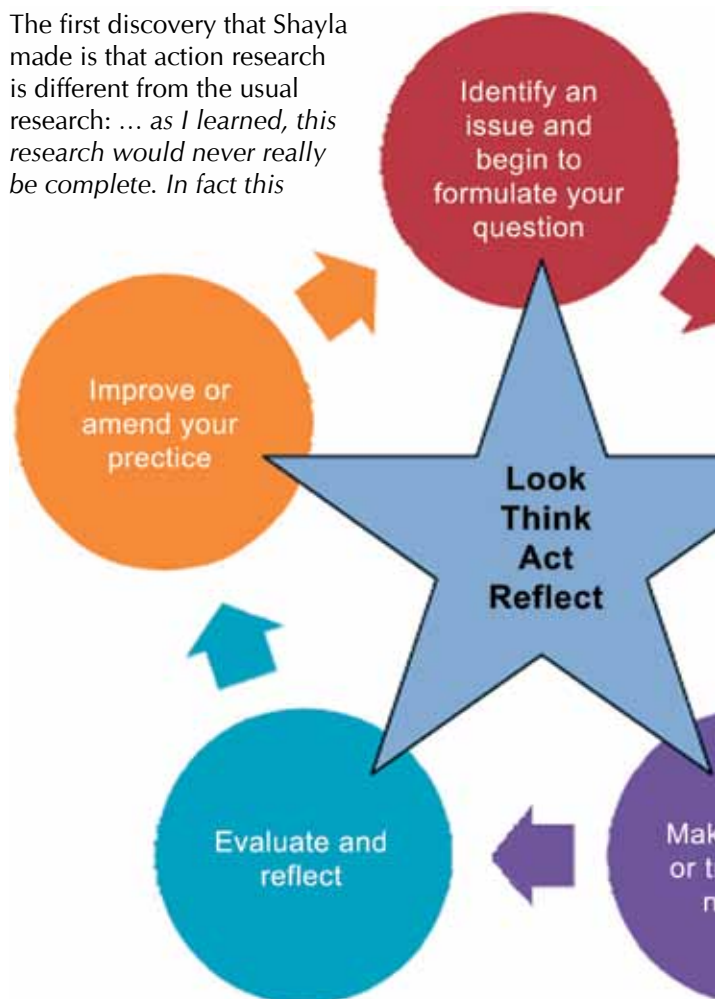 The first discovery that Shayla
made is that action research
is different from the usual
research: … as I learned, this
research would never really
be complete. In fact this
Identify an
issue and
begin to
formulate your
question
Improve or
amend your
prectice
Look
Think
Act
Reflect
Evaluate and
reflect
or